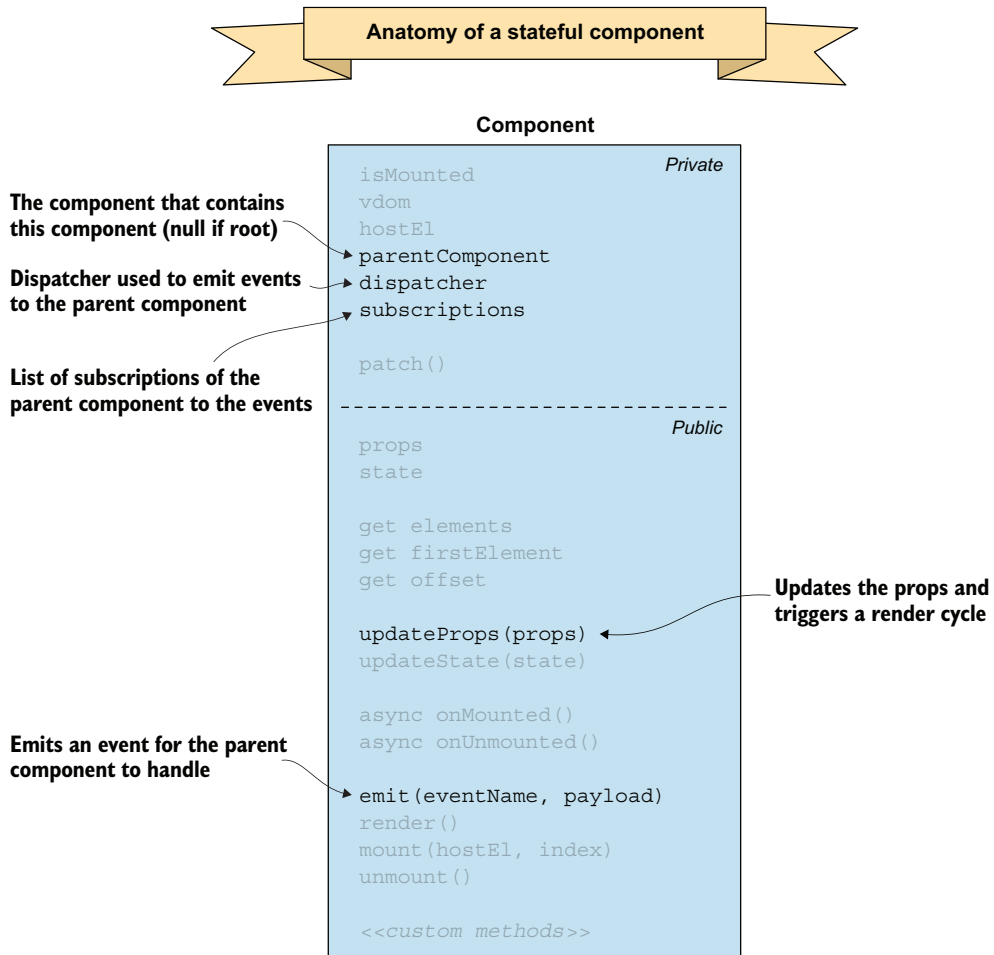 Anatomy of a stateful component
Component
Private
isMounted
vdom
hostEl
The component that contains
this component (null if root)
parentComponent
Dispatcher used to emit events
to the parent component
dispatcher
subscriptions
List of subscriptions of the
parent component to the events
patch()
Public
props
state
get elements
get firstElement
get offset
Updates the props and
triggers a render cycle
updateProps(props)
updateState(state)
async onMounted()
async onUnmounted()
Emits an event for the parent
component to handle
emit(eventName, payload)
render()
mount(hostEl, index)
unmount()
<<custom methods>>